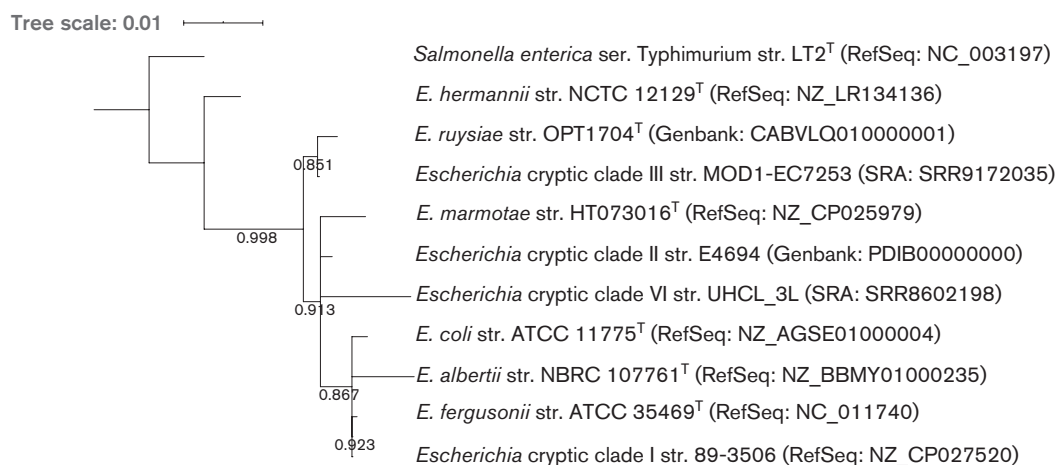 Tree scale: 0.01
Salmonella enterica ser. Typhimurium str. LT2ᵀ (RefSeq: NC_003197)
E. hermannii str. NCTC 12129ᵀ (RefSeq: NZ_LR134136)
E. ruysiae str. OPT1704ᵀ (Genbank: CABVLQ010000001)
0.851
Escherichia cryptic clade III str. MOD1-EC7253 (SRA: SRR9172035)
E. marmotae str. HT073016ᵀ (RefSeq: NZ_CP025979)
0.998
Escherichia cryptic clade II str. E4694 (Genbank: PDIB00000000)
Escherichia cryptic clade VI str. UHCL_3L (SRA: SRR8602198)
0.913
E. coli str. ATCC 11775ᵀ (RefSeq: NZ_AGSE01000004)
E. albertii str. NBRC 107761ᵀ (RefSeq: NZ_BBMY01000235)
0.867
E. fergusonii str. ATCC 35469ᵀ (RefSeq: NC_011740)
0.923
Escherichia cryptic clade I str. 89-3506 (RefSeq: NZ_CP027520)